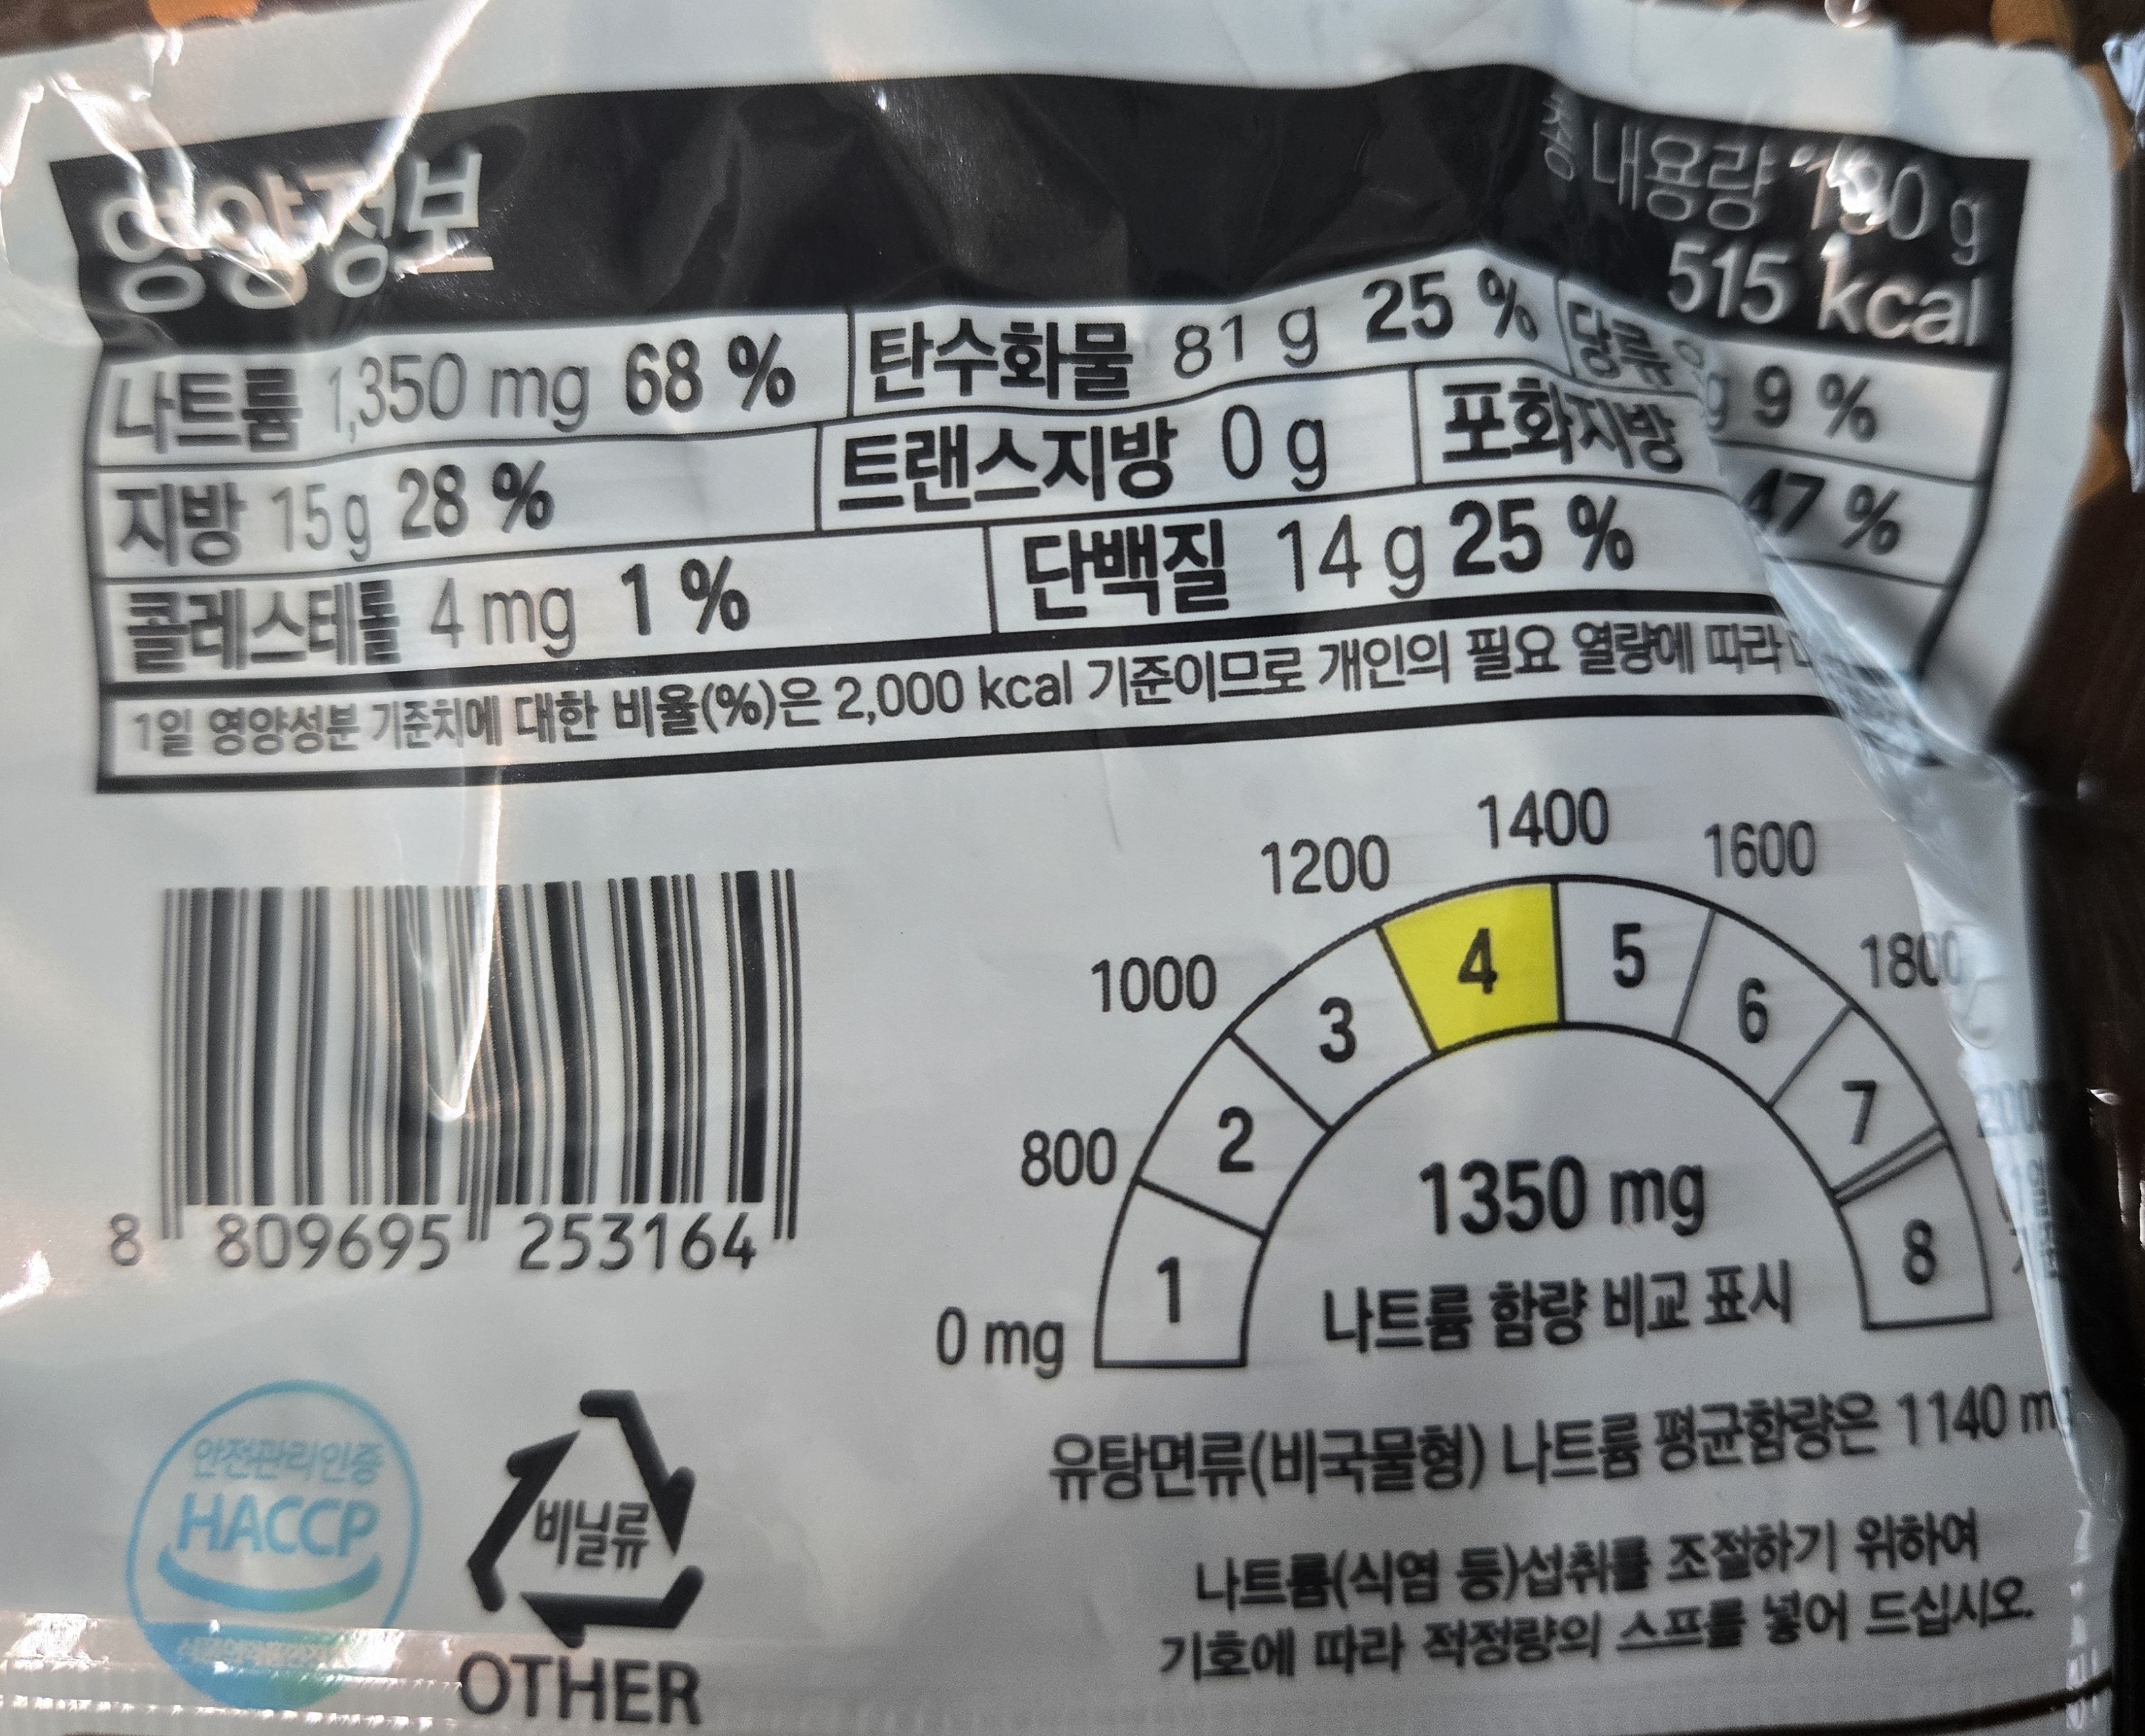 영양정보
총 내용량 130 g
515 kcal
나트륨 1,350 mg 68 % 탄수화물 81 g 25 % 당류 9 %
지방 15 g 28 % 트랜스지방 0 g 포화지방 47 %
콜레스테롤 4 mg 1 % 단백질 14 g 25 %
1일 영양성분 기준치에 대한 비율(%)은 2,000 kcal 기준이므로 개인의 필요 열량에 따라
1400
1200 1600
1000 1800
800 2000
0 mg
1 2 3 4 5 6 7 8
1350 mg
나트륨 함량 비교 표시
8 809695 253164
유탕면류(비국물형) 나트륨 평균함량은 1140 mg
나트륨(식염 등)섭취를 조절하기 위하여
기호에 따라 적정량의 스프를 넣어 드십시오.
안전관리인증
HACCP
비닐류
OTHER